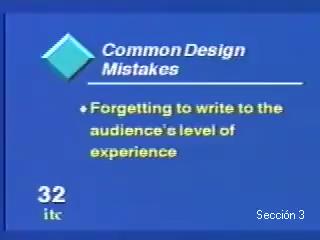 Common Design
Mistakes
Forgetting to write to the
audience's level of
experience
32
itc
Sección 3